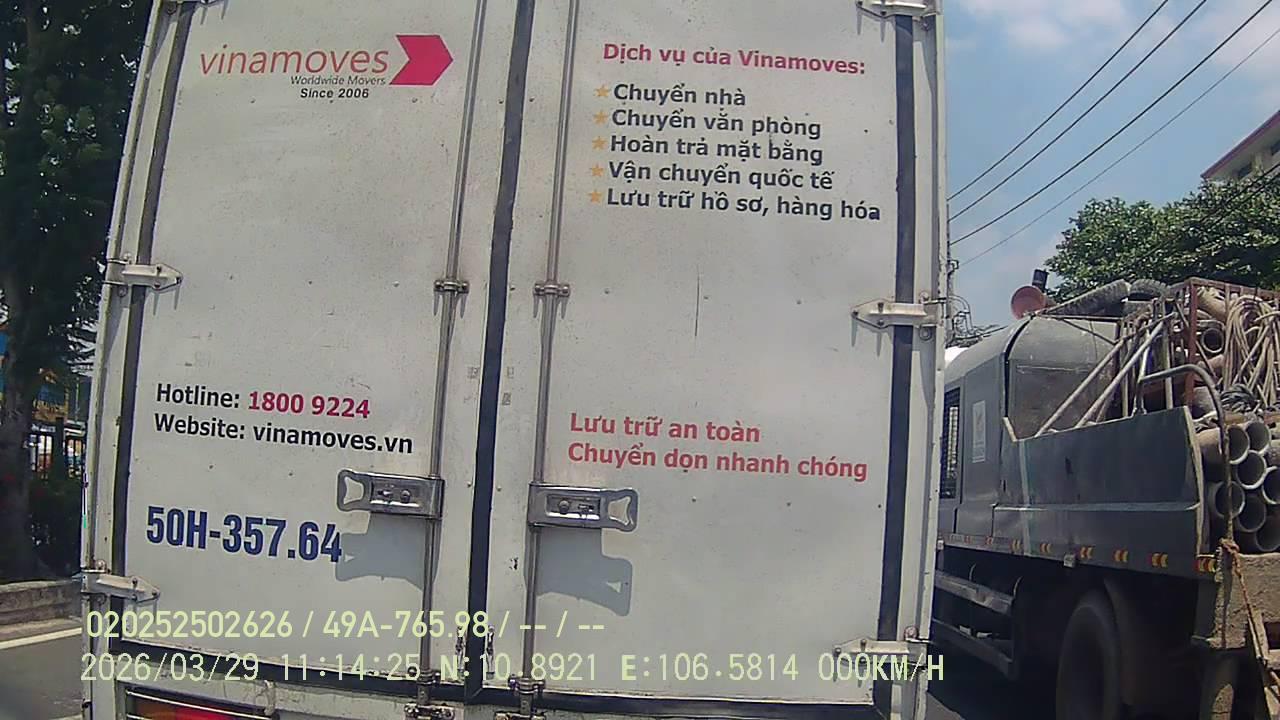 vinamoves
Worldwide Movers
Since 2006
Dịch vụ của Vinamoves:
Chuyển nhà
Chuyển văn phòng
Hoàn trả mặt bằng
Vận chuyển quốc tế
Lưu trữ hồ sơ, hàng hóa
Hotline: 1800 9224
Website: vinamoves.vn
Lưu trữ an toàn
Chuyển dọn nhanh chóng
50H-357.64
020252502626 / 49A-765.98 / -- / --
2026/03/29 11:14:25 N:10.8921 E:106.5814 000KM/H